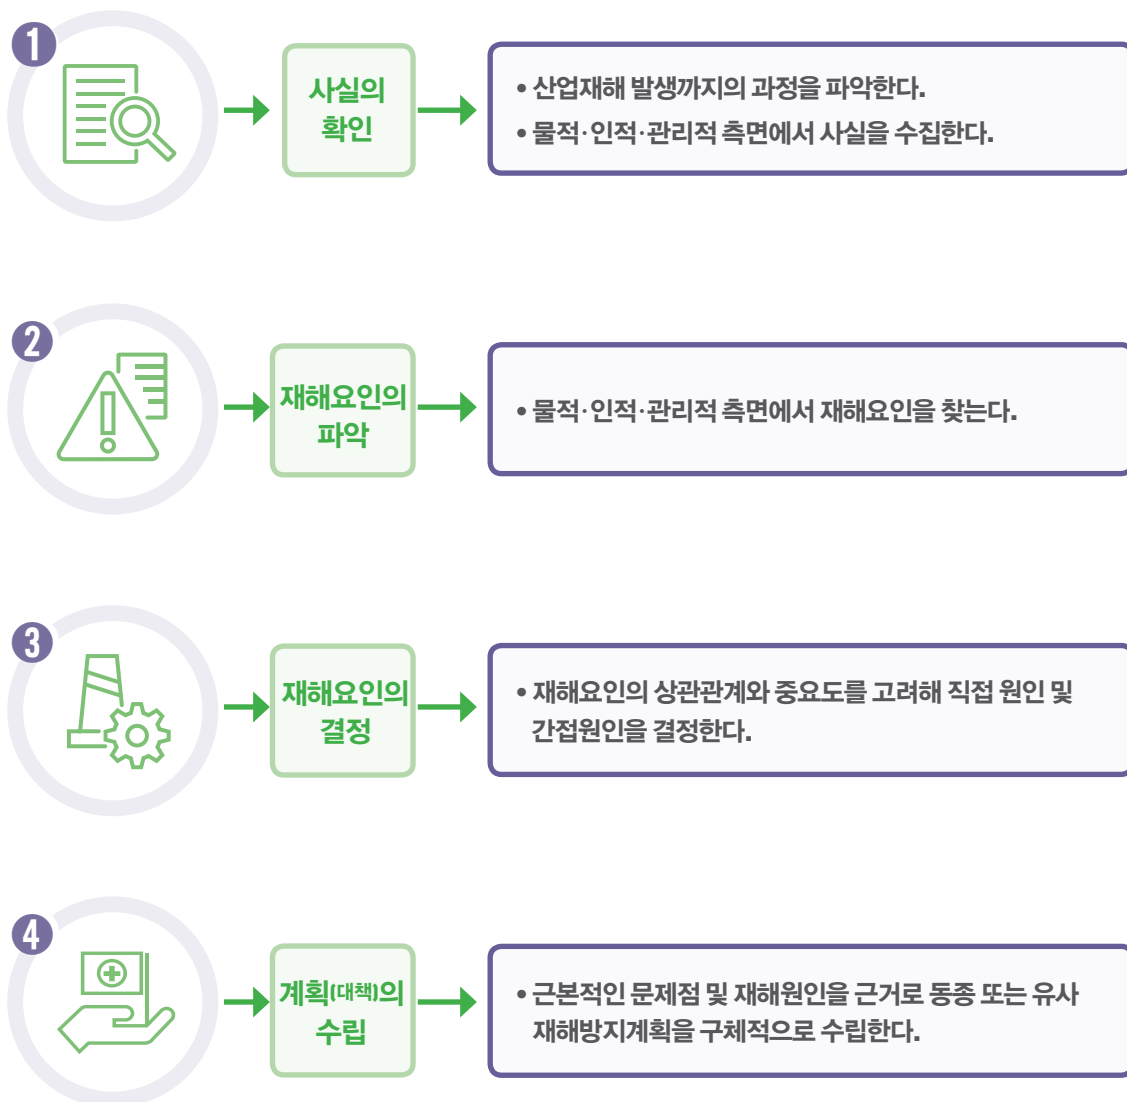 1
사실의
확인
• 산업재해 발생까지의 과정을 파악한다.
• 물적·인적·관리적 측면에서 사실을 수집한다.
2
재해요인의
파악
• 물적·인적·관리적 측면에서 재해요인을 찾는다.
3
재해요인의
결정
• 재해요인의 상관관계와 중요도를 고려해 직접 원인 및
간접원인을 결정한다.
4
계획(대책)의
수립
• 근본적인 문제점 및 재해원인을 근거로 동종 또는 유사
재해방지계획을 구체적으로 수립한다.